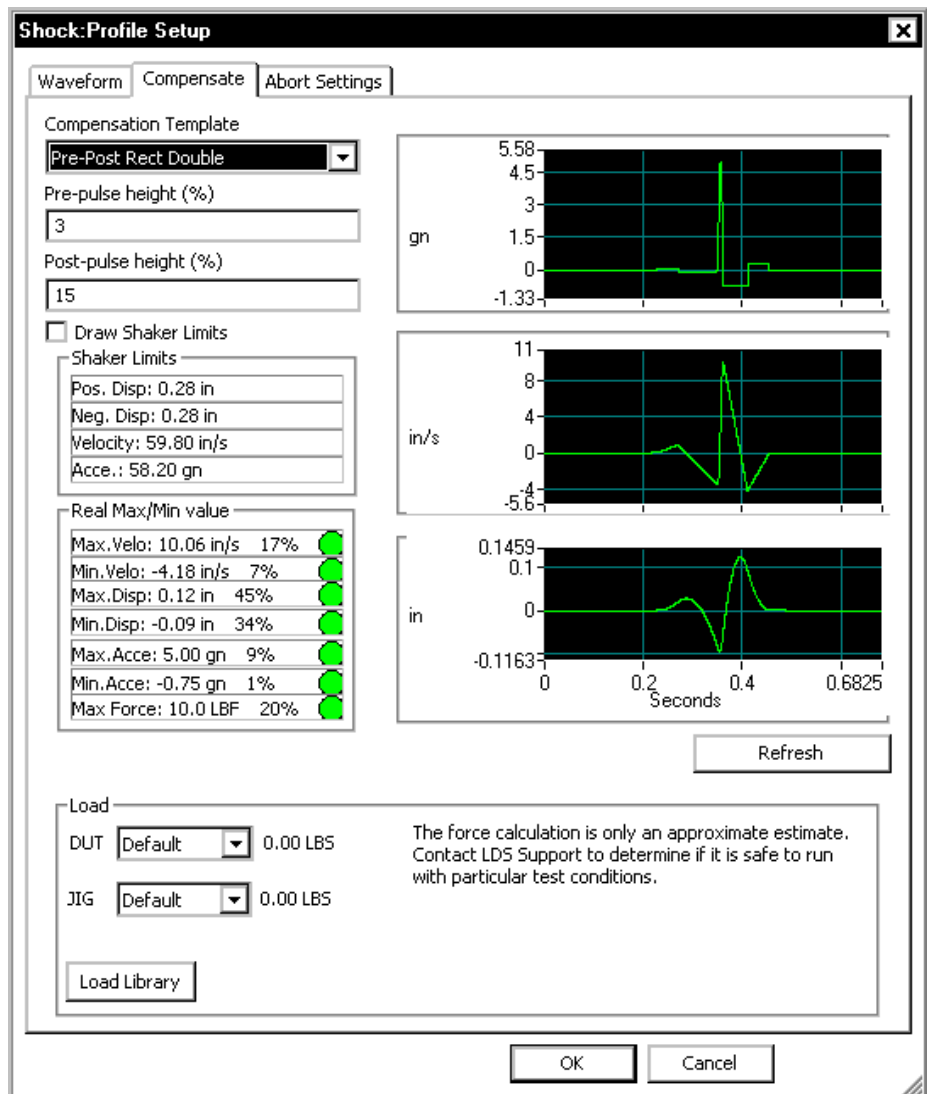 Shock:Profile Setup
Waveform Compensate Abort Settings
Compensation Template
Pre-Post Rect Double
Pre-pulse height (%)
3
Post-pulse height (%)
15
Draw Shaker Limits
Shaker Limits
Pos. Disp: 0.28 in
Neg. Disp: 0.28 in
Velocity: 59.80 in/s
Acce.: 58.20 gn
Real Max/Min value
Max.Velo: 10.06 in/s 17%
Min.Velo: -4.18 in/s 7%
Max.Disp: 0.12 in 45%
Min.Disp: -0.09 in 34%
Max.Acce: 5.00 gn 9%
Min.Acce: -0.75 gn 1%
Max Force: 10.0 LBF 20%
5.58
4.5
3
gn 1.5
0
-1.33
11
8
4
in/s 0
-4
-5.6
0.1459
0.1
in 0
-0.1163
0 0.2 0.4 0.6825
Seconds
Refresh
Load
DUT Default 0.00 LBS
JIG Default 0.00 LBS
The force calculation is only an approximate estimate.
Contact LDS Support to determine if it is safe to run
with particular test conditions.
Load Library
OK Cancel